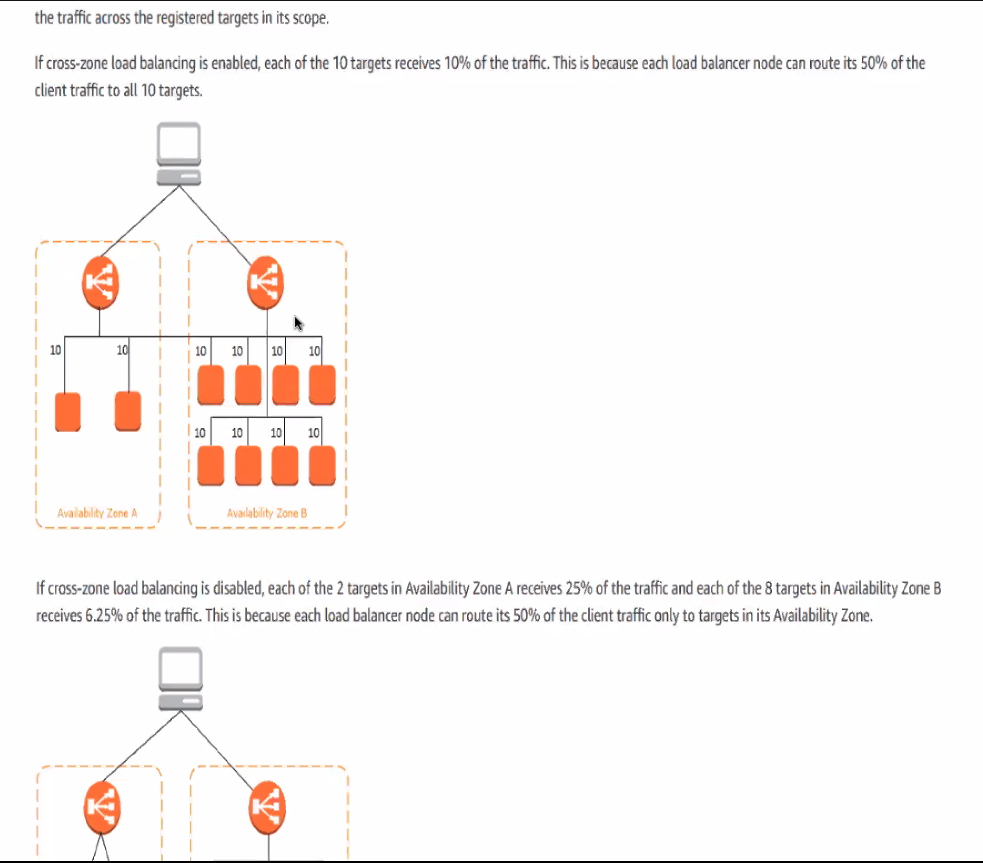 the traffic across the registered targets in its scope.
If cross-zone load balancing is enabled, each of the 10 targets receives 10% of the traffic. This is because each load balancer node can route its 50% of the
client traffic to all 10 targets.
10 10 10 10 10 10
10 10 10 10
Availability Zone A Availability Zone B
If cross-zone load balancing is disabled, each of the 2 targets in Availability Zone A receives 25% of the traffic and each of the 8 targets in Availability Zone B
receives 6.25% of the traffic. This is because each load balancer node can route its 50% of the client traffic only to targets in its Availability Zone.